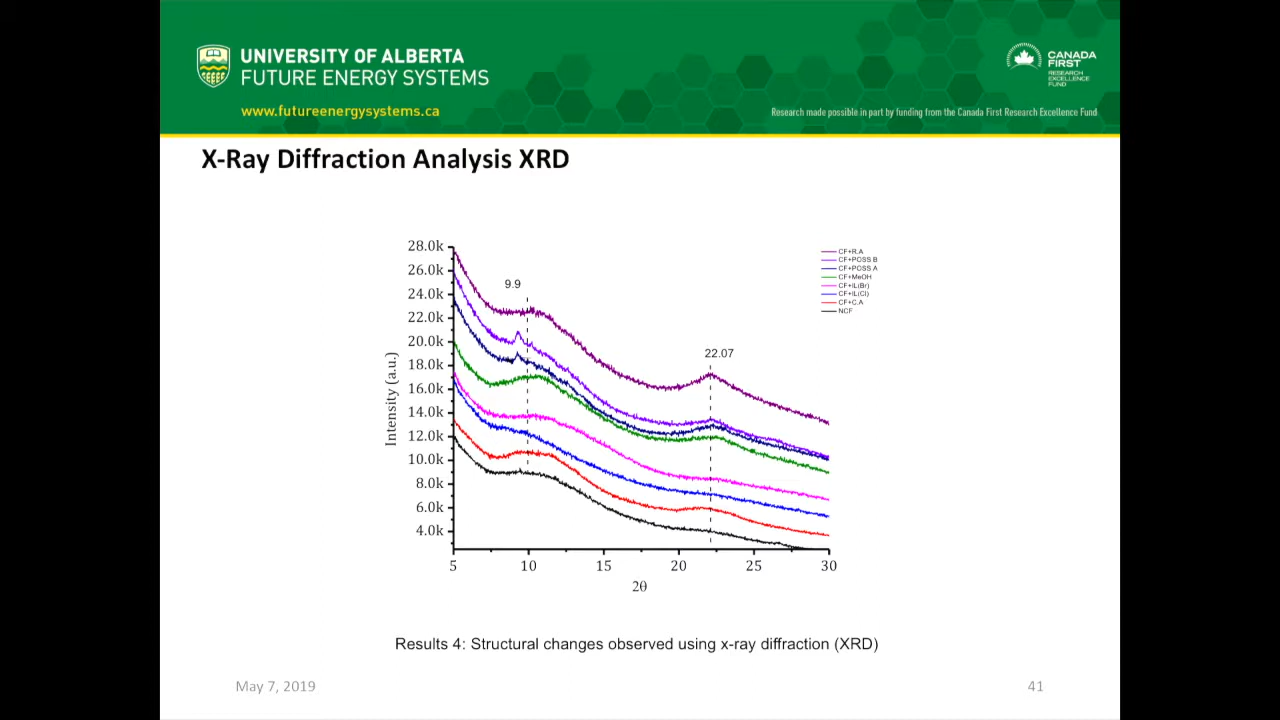 UNIVERSITY OF ALBERTA
FUTURE ENERGY SYSTEMS
www.futureenergysystems.ca
CANADA
FIRST
RESEARCH
EXCELLENCE
FUND
Research made possible in part by funding from the Canada First Research Excellence Fund
X-Ray Diffraction Analysis XRD
28.0k
26.0k
24.0k
22.0k
20.0k
18.0k
16.0k
14.0k
12.0k
10.0k
8.0k
6.0k
4.0k
Intensity (a.u.)
9.9
22.07
CF+R.A
CF+POSS B
CF+POSS A
CF+MeOH
CF+IL(Br)
CF+IL(Cl)
CF+C.A
NCF
5 10 15 20 25 30
2θ
Results 4: Structural changes observed using x-ray diffraction (XRD)
May 7, 2019
41